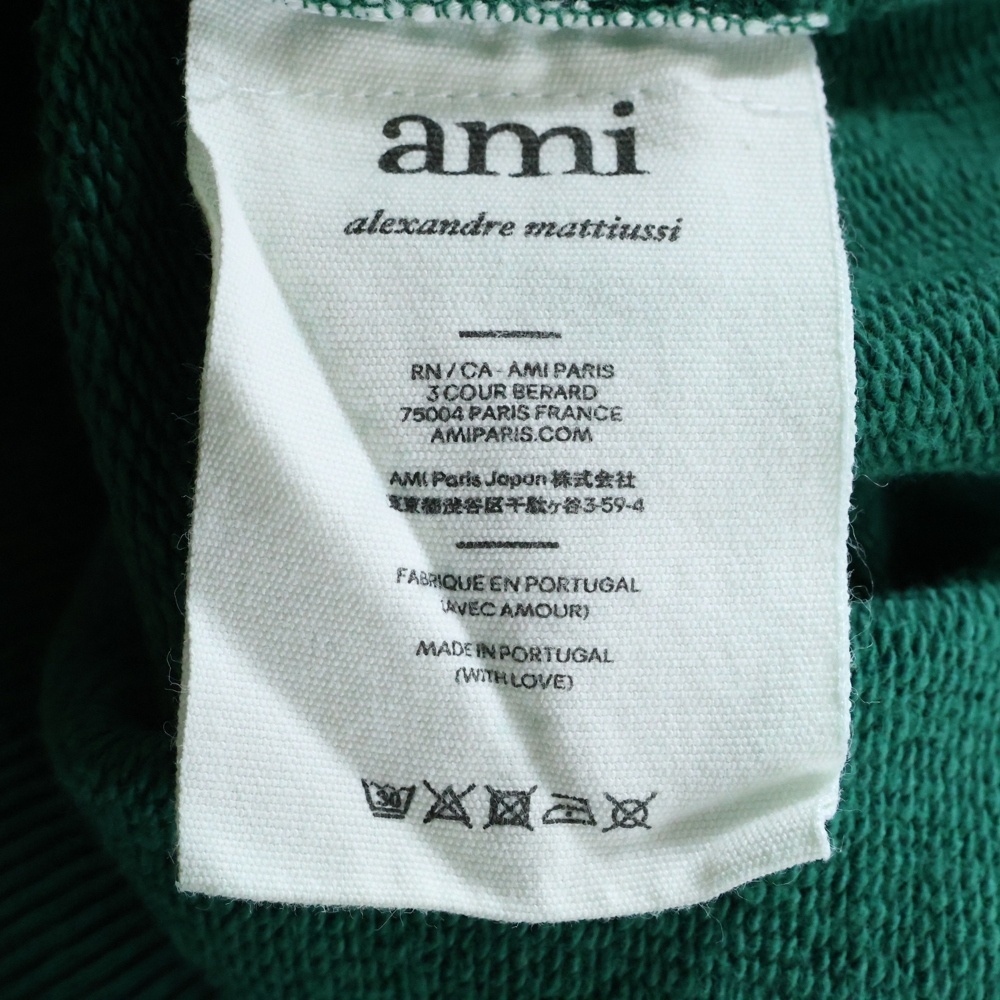 ami
alexandre mattiussi
RN / CA - AMI PARIS
3 COUR BERARD
75004 PARIS FRANCE
AMIPARIS.COM
AMI Paris Japan 株式会社
東京都渋谷区千駄ヶ谷3-59-4
FABRIQUE EN PORTUGAL
(AVEC AMOUR)
MADE IN PORTUGAL
(WITH LOVE)
30